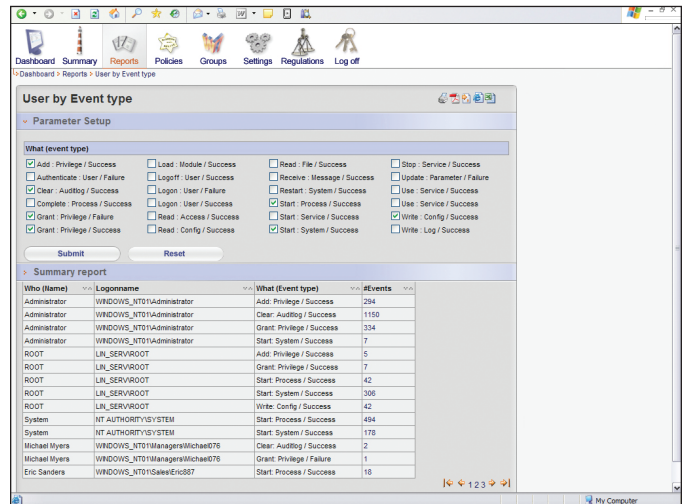 Dashboard Summary Reports Policies Groups Settings Regulations Log off
Dashboard > Reports > User by Event type
User by Event type
Parameter Setup
What (event type)
Add : Privilege / Success Load : Module / Success Read : File / Success Stop : Service / Success
Authenticate : User / Failure Logoff : User / Success Receive : Message / Success Update : Parameter / Failure
Clear : Auditlog / Success Logon : User / Failure Restart : System / Success Use : Service / Success
Complete : Process / Success Logon : User / Success Start : Process / Success Use : Service / Success
Grant : Privilege / Failure Read : Access / Success Start : Service / Success Write : Config / Success
Grant : Privilege / Success Read : Config / Success Start : System / Success Write : Log / Success
Submit Reset
Summary report
Who (Name) Logonname What (Event type) #Events
Administrator WINDOWS_NT01\Administrator Add: Privilege / Success 294
Administrator WINDOWS_NT01\Administrator Clear: Auditlog / Success 1150
Administrator WINDOWS_NT01\Administrator Grant: Privilege / Success 334
Administrator WINDOWS_NT01\Administrator Start: System / Success 7
ROOT LIN_SERV\ROOT Add: Privilege / Success 5
ROOT LIN_SERV\ROOT Grant: Privilege / Success 7
ROOT LIN_SERV\ROOT Start: Process / Success 42
ROOT LIN_SERV\ROOT Start: System / Success 306
ROOT LIN_SERV\ROOT Write: Config / Success 42
System NT AUTHORITY\SYSTEM Start: Process / Success 494
System NT AUTHORITY\SYSTEM Start: System / Success 178
Michael Myers WINDOWS_NT01\Managers\Michael076 Clear: Auditlog / Success 2
Michael Myers WINDOWS_NT01\Managers\Michael076 Grant: Privilege / Failure 1
Eric Sanders WINDOWS_NT01\Sales\Eric887 Start: Process / Success 18
1 2 3
My Computer